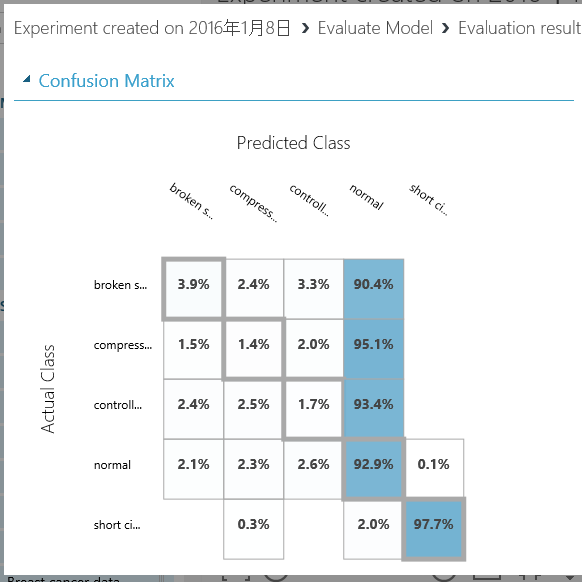 Experiment created on 2016年1月8日 › Evaluate Model › Evaluation result
Confusion Matrix
Predicted Class
broken s... compress... controll... normal short ci...
Actual Class
broken s... 3.9% 2.4% 3.3% 90.4%
compress... 1.5% 1.4% 2.0% 95.1%
controll... 2.4% 2.5% 1.7% 93.4%
normal 2.1% 2.3% 2.6% 92.9% 0.1%
short ci... 0.3% 2.0% 97.7%